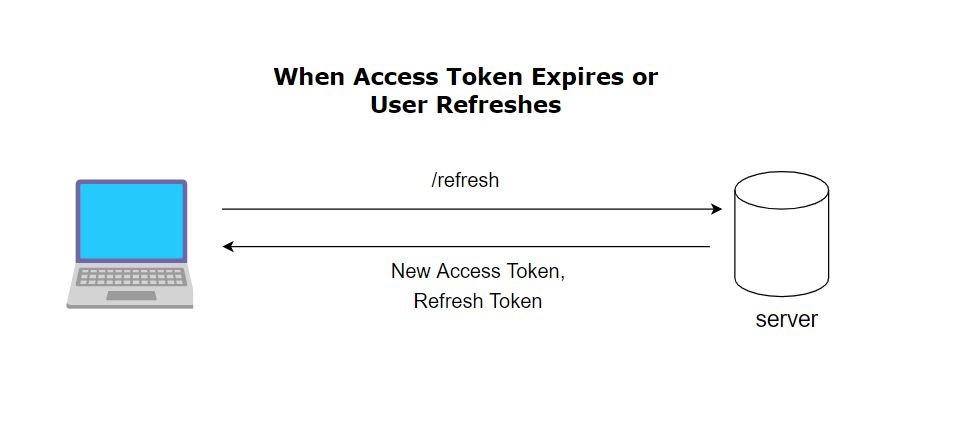 When Access Token Expires or
User Refreshes
/refresh
New Access Token,
Refresh Token
server